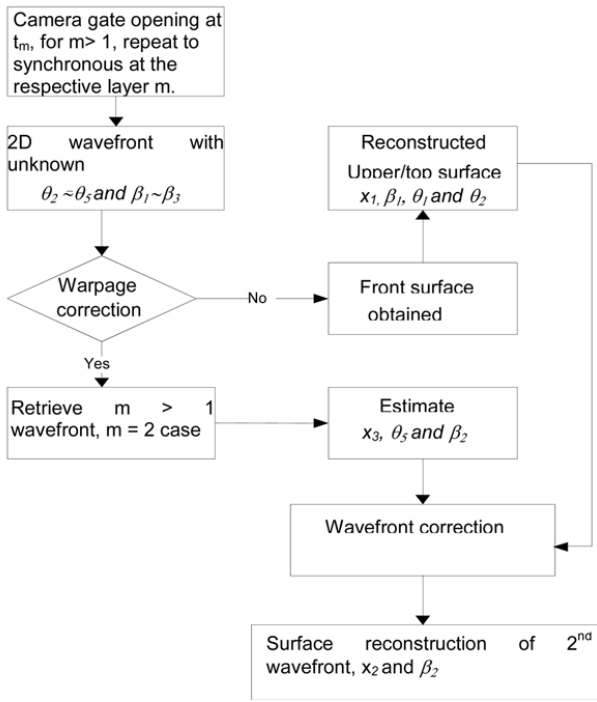 Camera gate opening at
tm, for m> 1, repeat to
synchronous at the
respective layer m.
2D wavefront with
unknown
θ2 ~θ5 and β1~β3
Warpage
correction
No
Yes
Reconstructed
Upper/top surface
x1, β1, θ1 and θ2
Front surface
obtained
Retrieve m > 1
wavefront, m = 2 case
Estimate
x3, θ5 and β2
Wavefront correction
Surface reconstruction of 2nd
wavefront, x2 and β2